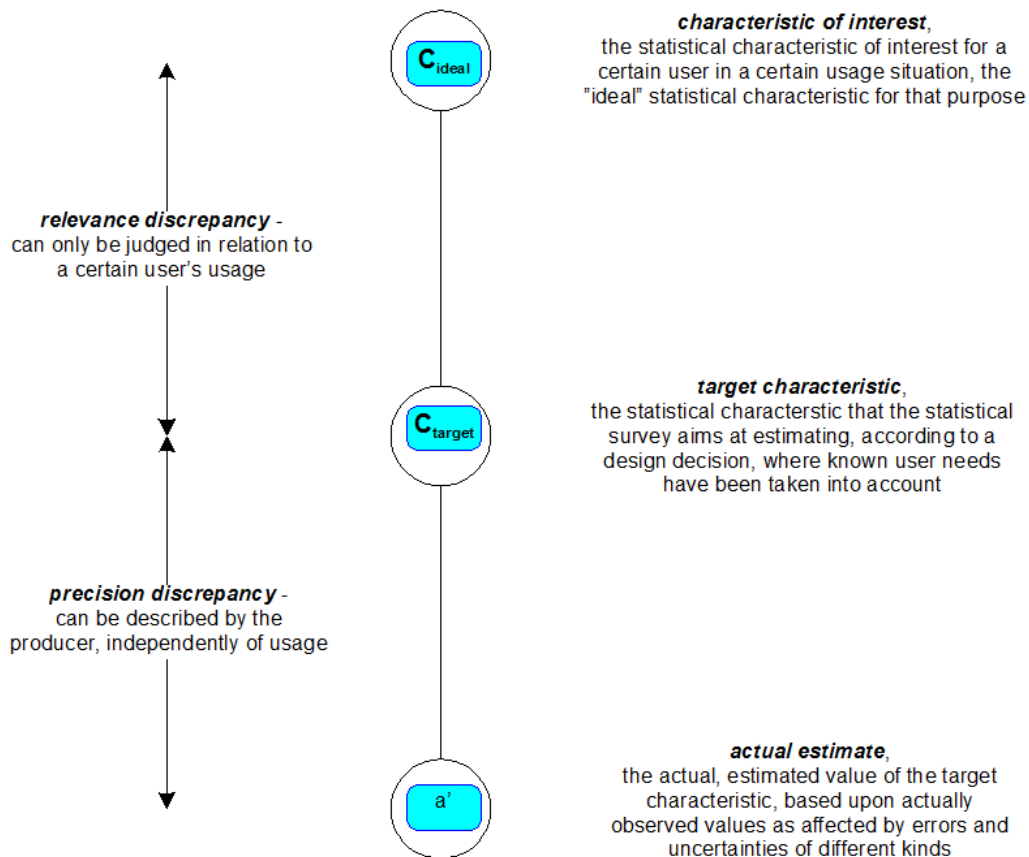 C ideal
characteristic of interest,
the statistical characteristic of interest for a
certain user in a certain usage situation, the
”ideal” statistical characteristic for that purpose
relevance discrepancy -
can only be judged in relation to
a certain user’s usage
C target
target characteristic,
the statistical characterstic that the statistical
survey aims at estimating, according to a
design decision, where known user needs
have been taken into account
precision discrepancy -
can be described by the
producer, independently of usage
a’
actual estimate,
the actual, estimated value of the target
characteristic, based upon actually
observed values as affected by errors and
uncertainties of different kinds